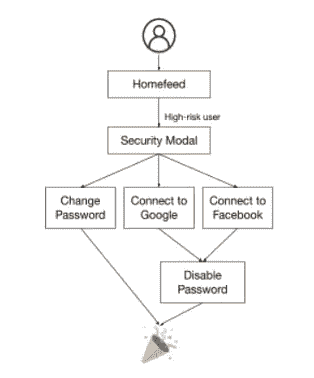 Homefeed
High-risk user
Security Modal
Change
Password
Connect to
Google
Connect to
Facebook
Disable
Password